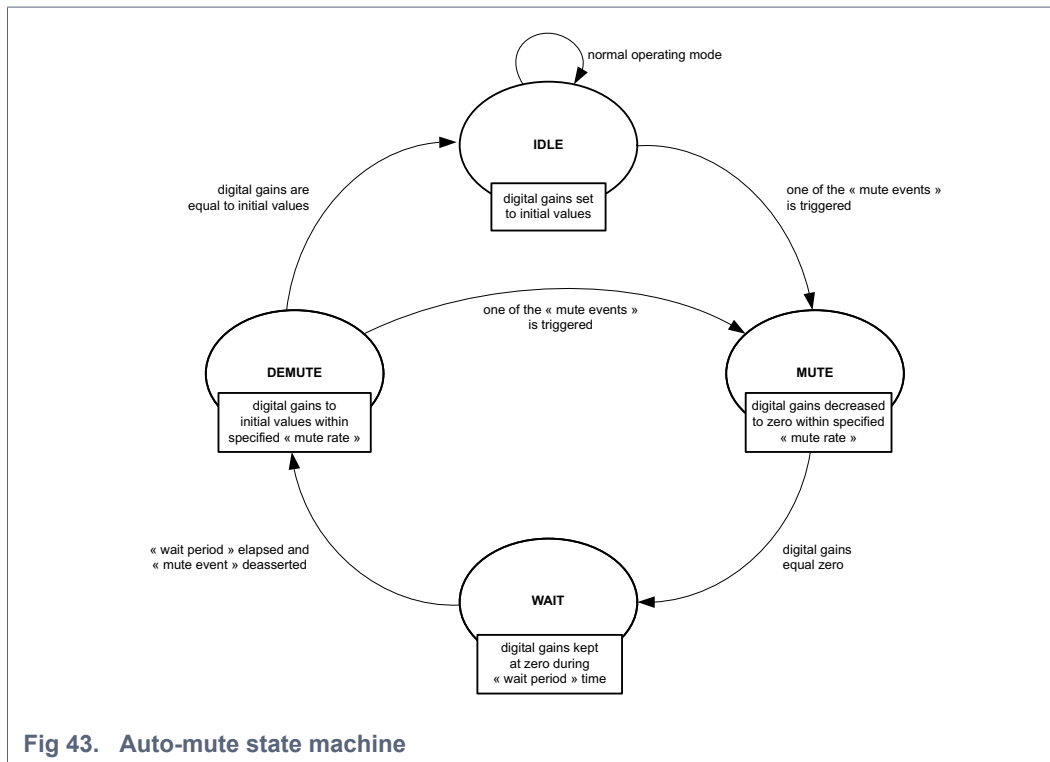 normal operating mode
IDLE
digital gains set
to initial values
digital gains are
equal to initial values
one of the « mute events »
is triggered
one of the « mute events »
is triggered
DEMUTE
digital gains to
initial values within
specified « mute rate »
MUTE
digital gains decreased
to zero within specified
« mute rate »
« wait period » elapsed and
« mute event » deasserted
digital gains
equal zero
WAIT
digital gains kept
at zero during
« wait period » time
Fig 43. Auto-mute state machine